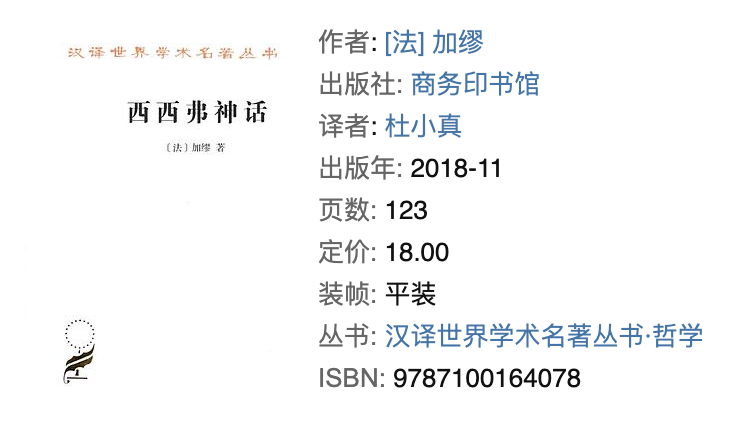 汉译世界学术名著丛书
西西弗神话
〔法〕加缪 著
作者: [法] 加缪
出版社: 商务印书馆
译者: 杜小真
出版年: 2018-11
页数: 123
定价: 18.00
装帧: 平装
丛书: 汉译世界学术名著丛书·哲学
ISBN: 9787100164078